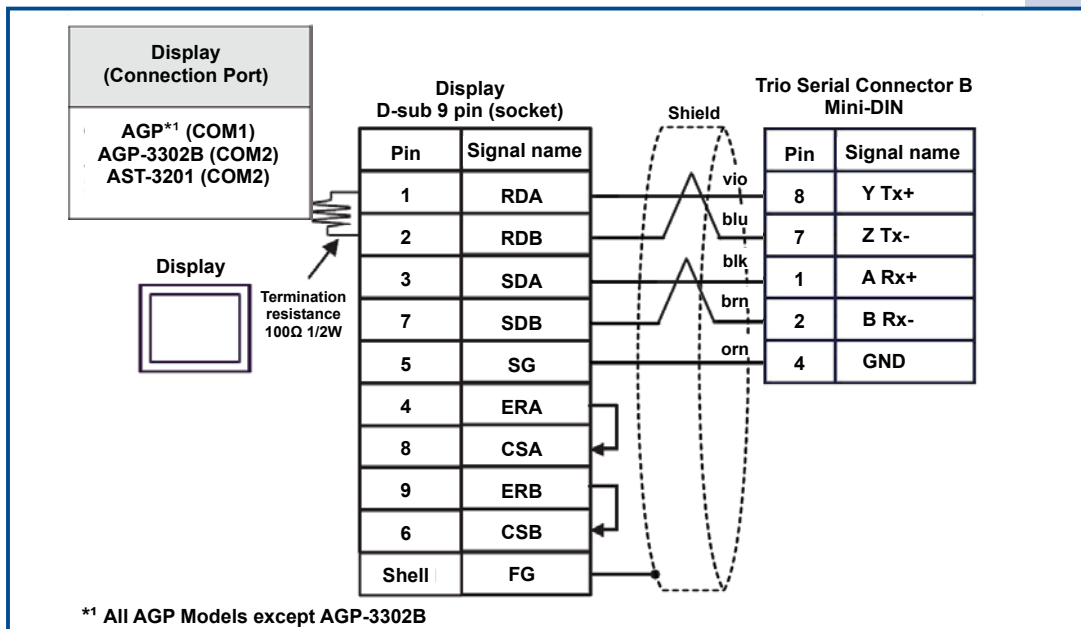 Display
(Connection Port)
AGP*¹ (COM1)
AGP-3302B (COM2)
AST-3201 (COM2)
Display
Termination
resistance
100Ω 1/2W
Display
D-sub 9 pin (socket)
Pin Signal name
1 RDA
2 RDB
3 SDA
7 SDB
5 SG
4 ERA
8 CSA
9 ERB
6 CSB
Shell FG
Shield
vio
blu
blk
brn
orn
Trio Serial Connector B
Mini-DIN
Pin Signal name
8 Y Tx+
7 Z Tx-
1 A Rx+
2 B Rx-
4 GND
*¹ All AGP Models except AGP-3302B